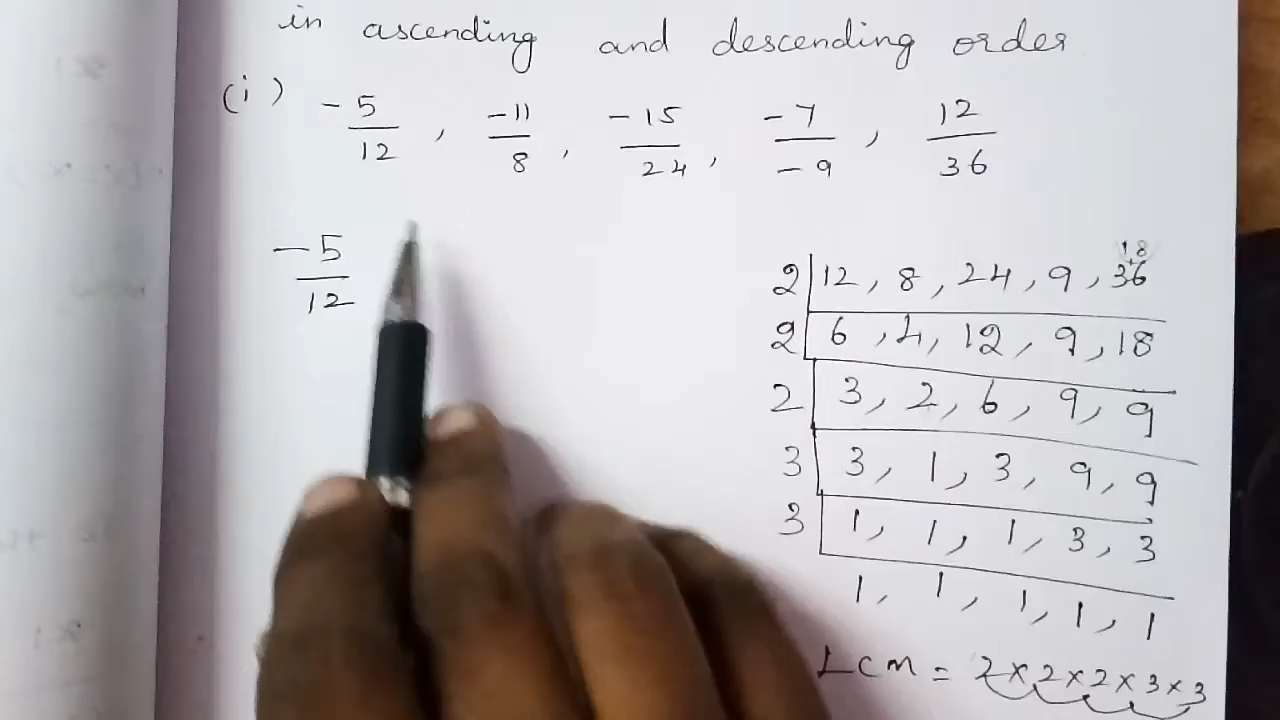 in ascending and descending order
(i) -5/12 , -11/8 , -15/24 , -7/-9 , 12/36
-5/12
18
2 | 12, 8, 24, 9, 36
2 | 6, 4, 12, 9, 18
2 | 3, 2, 6, 9, 9
3 | 3, 1, 3, 9, 9
3 | 1, 1, 1, 3, 3
1, 1, 1, 1, 1
LCM = 2×2×2×3×3